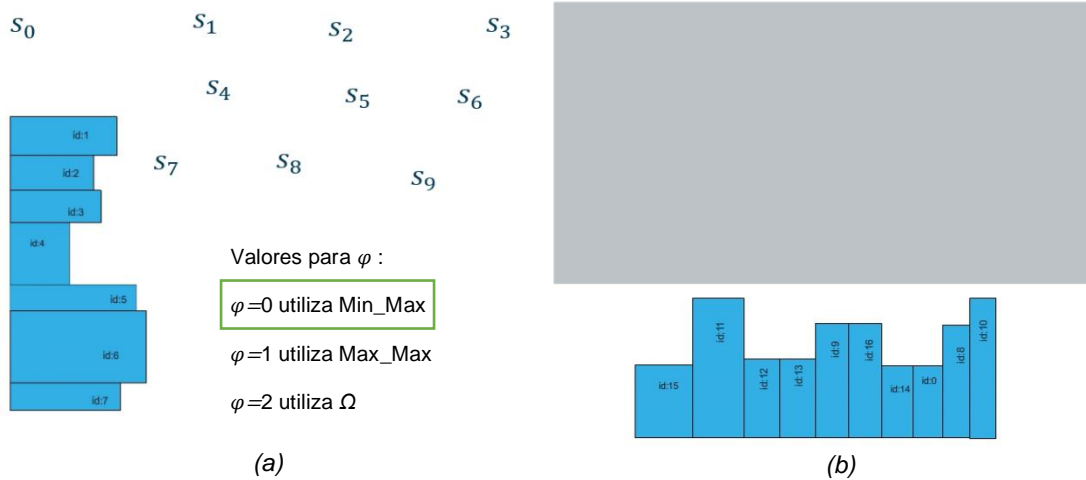 S₀ S₁ S₂ S₃
S₄ S₅ S₆
S₇ S₈ S₉
id:1
id:2
id:3
id:4
id:5
id:6
id:7
Valores para φ :
φ=0 utiliza Min_Max
φ=1 utiliza Max_Max
φ=2 utiliza Ω
(a)
id:15 id:11 id:12 id:13 id:9 id:16 id:14 id:0 id:8 id:10
(b)